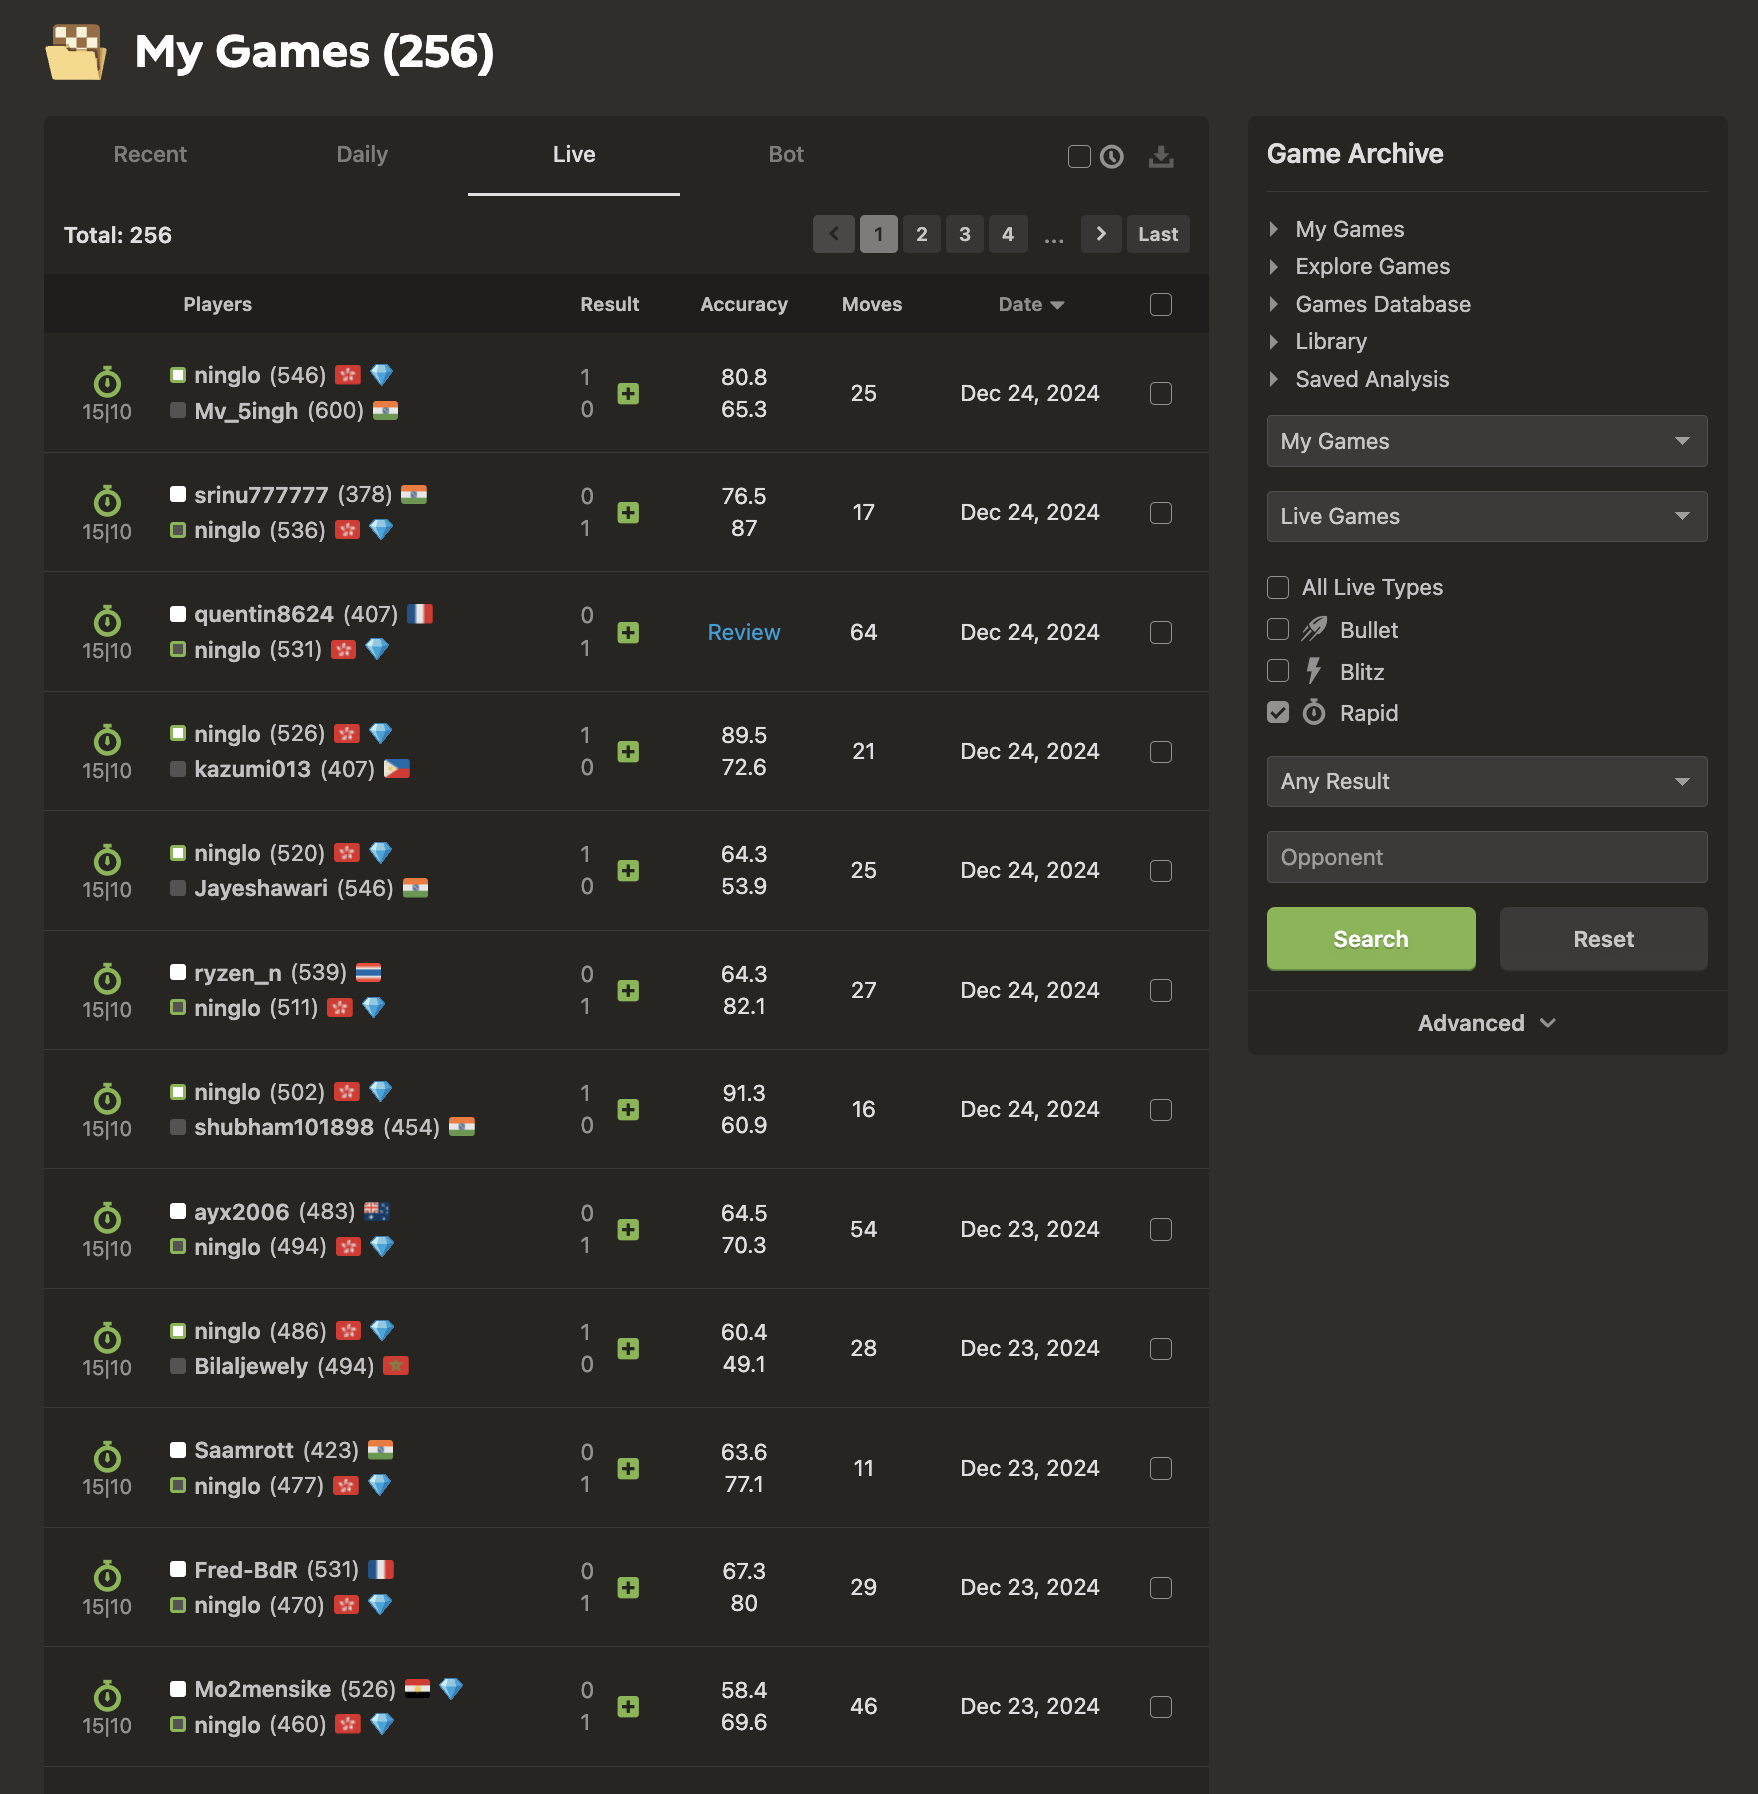 My Games (256)
Recent Daily Live Bot
Total: 256
1 2 3 4 ... Last
Players Result Accuracy Moves Date
15|10
ninglo (546) 1 80.8
Mv_5ingh (600) 0 65.3
25 Dec 24, 2024
15|10
srinu777777 (378) 0 76.5
ninglo (536) 1 87
17 Dec 24, 2024
15|10
quentin8624 (407) 0
ninglo (531) 1
Review 64 Dec 24, 2024
15|10
ninglo (526) 1 89.5
kazumi013 (407) 0 72.6
21 Dec 24, 2024
15|10
ninglo (520) 1 64.3
Jayeshawari (546) 0 53.9
25 Dec 24, 2024
15|10
ryzen_n (539) 0 64.3
ninglo (511) 1 82.1
27 Dec 24, 2024
15|10
ninglo (502) 1 91.3
shubham101898 (454) 0 60.9
16 Dec 24, 2024
15|10
ayx2006 (483) 0 64.5
ninglo (494) 1 70.3
54 Dec 23, 2024
15|10
ninglo (486) 1 60.4
Bilaljewely (494) 0 49.1
28 Dec 23, 2024
15|10
Saamrott (423) 0 63.6
ninglo (477) 1 77.1
11 Dec 23, 2024
15|10
Fred-BdR (531) 0 67.3
ninglo (470) 1 80
29 Dec 23, 2024
15|10
Mo2mensike (526) 0 58.4
ninglo (460) 1 69.6
46 Dec 23, 2024
Game Archive
My Games
Explore Games
Games Database
Library
Saved Analysis
My Games
Live Games
All Live Types
Bullet
Blitz
Rapid
Any Result
Opponent
Search Reset
Advanced